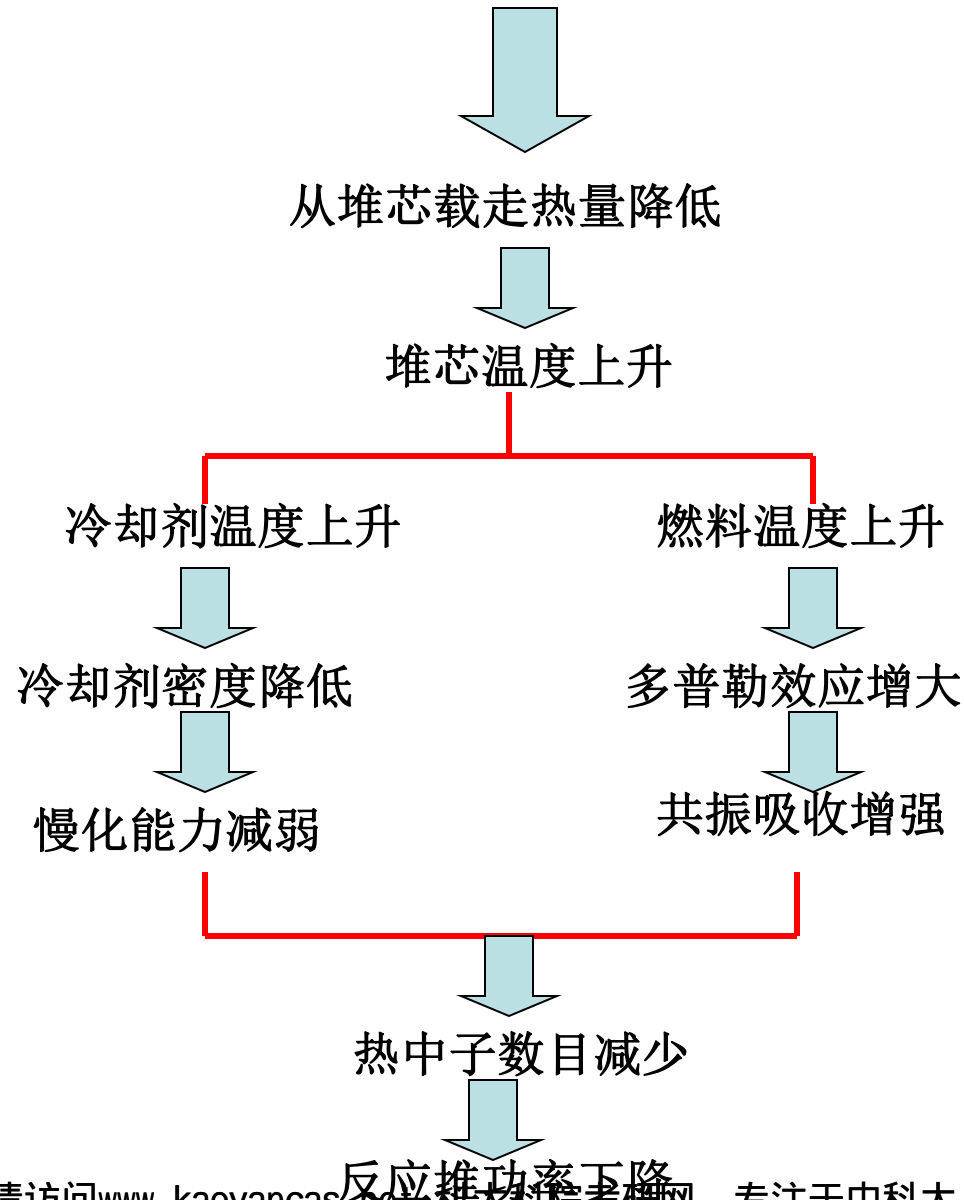 从堆芯载走热量降低
堆芯温度上升
冷却剂温度上升
燃料温度上升
冷却剂密度降低
多普勒效应增大
慢化能力减弱
共振吸收增强
热中子数目减少
反应堆功率下降